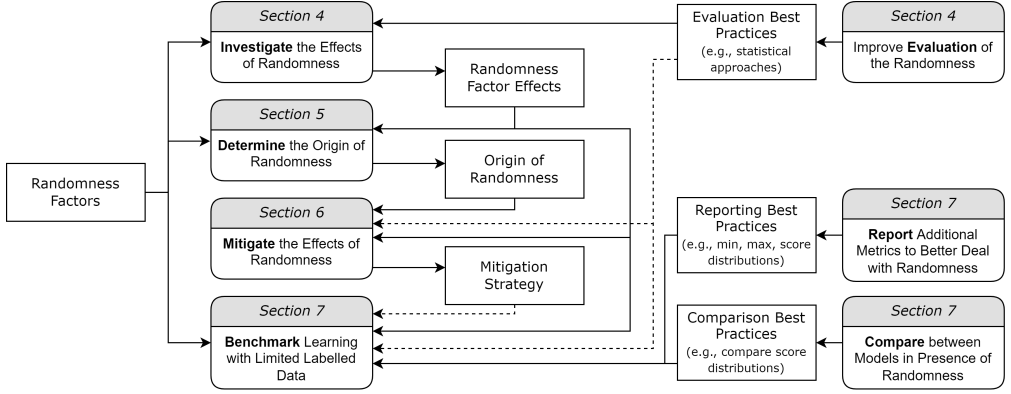 Randomness
Factors
Section 4
Investigate the Effects
of Randomness
Section 5
Determine the Origin of
Randomness
Section 6
Mitigate the Effects of
Randomness
Section 7
Benchmark Learning
with Limited Labelled
Data
Randomness
Factor Effects
Origin of
Randomness
Mitigation
Strategy
Evaluation Best
Practices
(e.g., statistical
approaches)
Reporting Best
Practices
(e.g., min, max, score
distributions)
Comparison Best
Practices
(e.g., compare score
distributions)
Section 4
Improve Evaluation of
the Randomness
Section 7
Report Additional
Metrics to Better Deal
with Randomness
Section 7
Compare between
Models in Presence of
Randomness